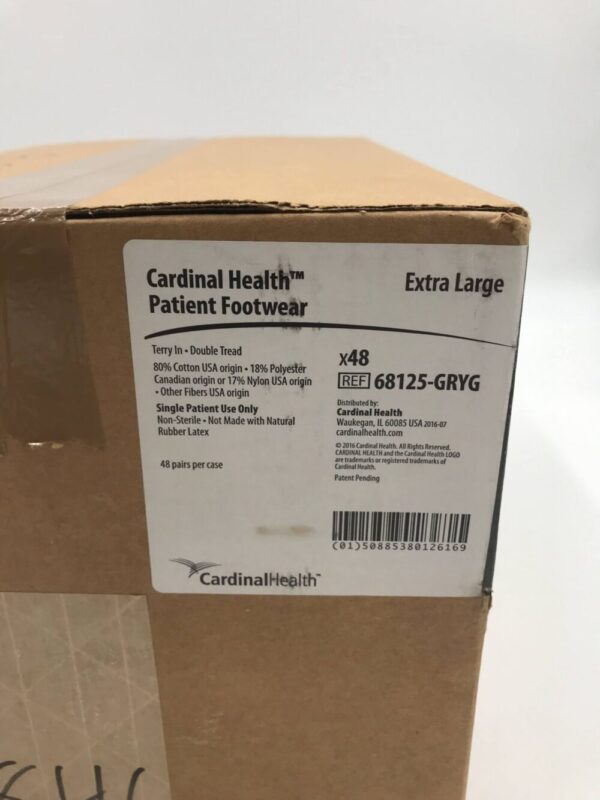 Cardinal Health™
Patient Footwear
Extra Large
Terry In • Double Tread
80% Cotton USA origin • 18% Polyester
Canadian origin or 17% Nylon USA origin
• Other Fibers USA origin
Single Patient Use Only
Non-Sterile • Not Made with Natural
Rubber Latex
48 pairs per case
x48
REF 68125-GRYG
Distributed by:
Cardinal Health
Waukegan, IL 60085 USA 2016-07
cardinalhealth.com
© 2016 Cardinal Health. All Rights Reserved.
CARDINAL HEALTH and the Cardinal Health LOGO
are trademarks or registered trademarks of
Cardinal Health.
Patent Pending
(01)50885380126169
CardinalHealth™